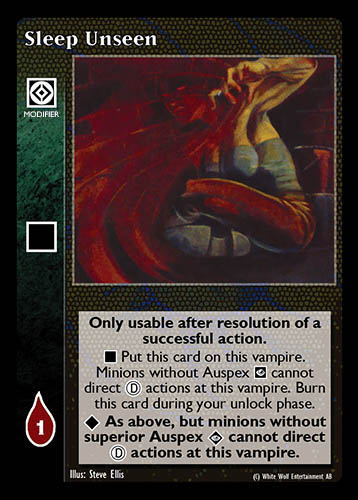 Sleep Unseen
MODIFIER
Only usable after resolution of a
successful action.
Put this card on this vampire.
Minions without Auspex cannot
direct D actions at this vampire. Burn
this card during your unlock phase.
As above, but minions without
superior Auspex cannot direct
D actions at this vampire.
1
Illus: Steve Ellis
(C) White Wolf Entertainment AB